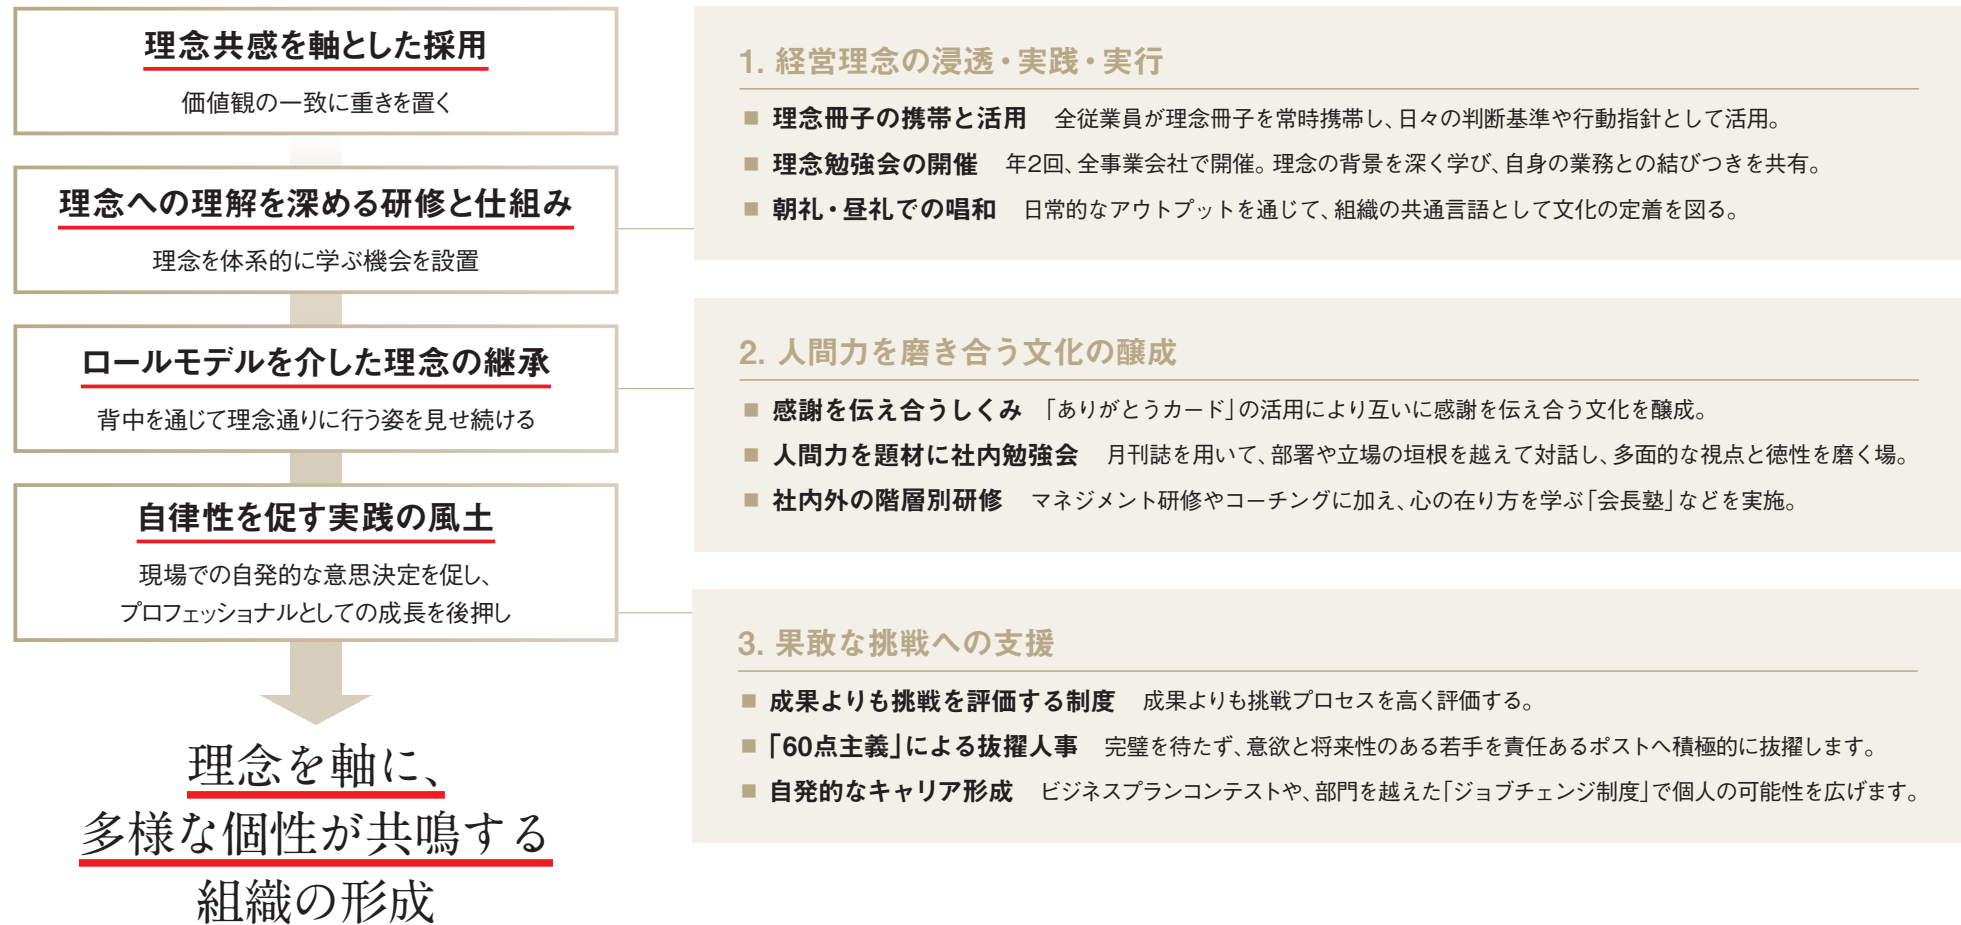 理念共感を軸とした採用
価値観の一致に重きを置く
理念への理解を深める研修と仕組み
理念を体系的に学ぶ機会を設置
ロールモデルを介した理念の継承
背中を通じて理念通りに行う姿を見せ続ける
自律性を促す実践の風土
現場での自発的な意思決定を促し、
プロフェッショナルとしての成長を後押し
理念を軸に、
多様な個性が共鳴する
組織の形成
1. 経営理念の浸透・実践・実行
■ 理念冊子の携帯と活用　全従業員が理念冊子を常時携帯し、日々の判断基準や行動指針として活用。
■ 理念勉強会の開催　年2回、全事業会社で開催。理念の背景を深く学び、自身の業務との結びつきを共有。
■ 朝礼・昼礼での唱和　日常的なアウトプットを通じて、組織の共通言語として文化の定着を図る。
2. 人間力を磨き合う文化の醸成
■ 感謝を伝え合うしくみ　「ありがとうカード」の活用により互いに感謝を伝え合う文化を醸成。
■ 人間力を題材に社内勉強会　月刊誌を用いて、部署や立場の垣根を越えて対話し、多面的な視点と徳性を磨く場。
■ 社内外の階層別研修　マネジメント研修やコーチングに加え、心の在り方を学ぶ「会長塾」などを実施。
3. 果敢な挑戦への支援
■ 成果よりも挑戦を評価する制度　成果よりも挑戦プロセスを高く評価する。
■ 「60点主義」による抜擢人事　完璧を待たず、意欲と将来性のある若手を責任あるポストへ積極的に抜擢します。
■ 自発的なキャリア形成　ビジネスプランコンテストや、部門を越えた「ジョブチェンジ制度」で個人の可能性を広げます。